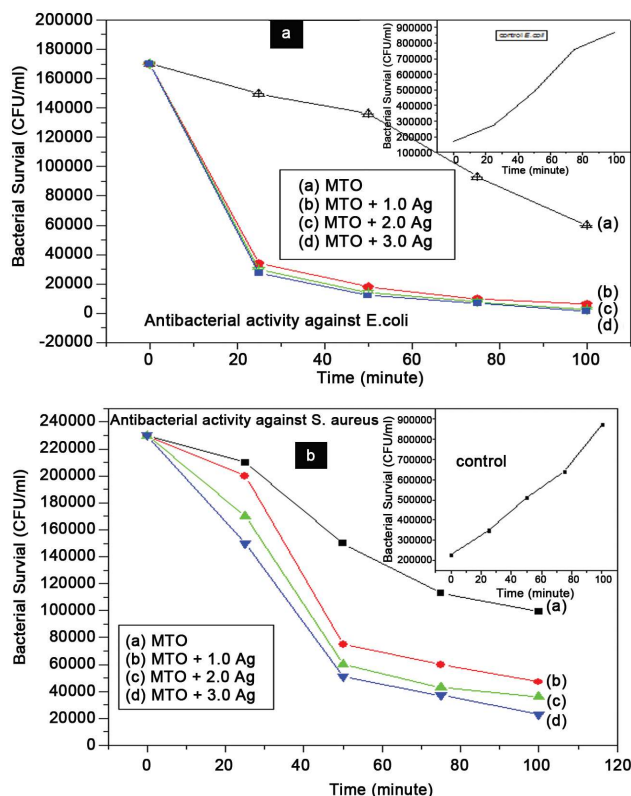 a
200000
180000
160000
140000
120000
100000
80000
60000
40000
20000
0
-20000
Bacterial Survial (CFU/ml)
900000
800000
700000
600000
500000
400000
300000
200000
100000
Bacterial Survial (CFU/ml)
control E.coli
0 20 40 60 80 100
Time (minute)
(a) MTO
(b) MTO + 1.0 Ag
(c) MTO + 2.0 Ag
(d) MTO + 3.0 Ag
(a)
(b)
(c)
(d)
Antibacterial activity against E.coli
0 20 40 60 80 100
Time (minute)
Antibacterial activity against S. aureus
b
240000
220000
200000
180000
160000
140000
120000
100000
80000
60000
40000
20000
0
Bacterial Survial (CFU/ml)
900000
800000
700000
600000
500000
400000
300000
200000
Bacterial Survial (CFU/ml)
control
0 20 40 60 80 100
Time (minute)
(a)
(b)
(c)
(d)
(a) MTO
(b) MTO + 1.0 Ag
(c) MTO + 2.0 Ag
(d) MTO + 3.0 Ag
0 20 40 60 80 100 120
Time (minute)